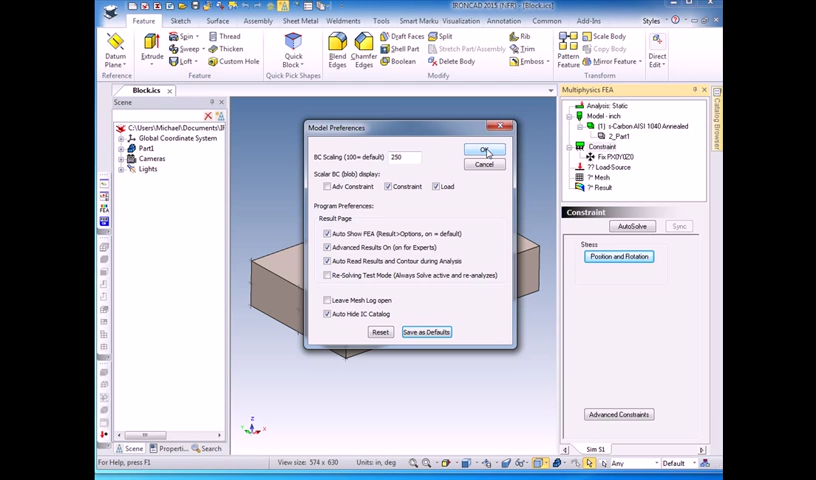 IRONCAD 2015 (NFR) - [Block.ics]
Feature Sketch Surface Assembly Sheet Metal Weldments Tools Smart Marku Visualization Annotations Common Add-Ins Styles
Datum Plane
Extrude
Spin
Sweep
Loft
Thread
Thicken
Custom Hole
Quick Block
Blend Edges
Chamfer Edges
Draft Faces
Shell Part
Boolean
Split
Stretch Part/Assembly
Delete Body
Rib
Trim
Emboss
Pattern Feature
Scale Body
Copy Body
Mirror Feature
Direct Edit
Reference Feature Quick Pick Shapes Modify Transform
Block.ics
Scene
C:\Users\Michael\Documents\IF
Global Coordinate System
Part1
Cameras
Lights
Model Preferences
BC Scaling (100= default) 250
OK
Cancel
Scalar BC (blob) display:
Adv Constraint Constraint Load
Program Preferences:
Result Page
Auto Show FEA (Result>Options, on = default)
Advanced Results On (on for Experts)
Auto Read Results and Contour during Analysis
Re-Solving Test Mode (Always Solve active and re-analyzes)
Leave Mesh Log open
Auto Hide IC Catalog
Reset Save as Defaults
Multiphysics FEA
Analysis: Static
Model - inch
(1) s-Carbon AISI 1040 Annealed
2_Part1
Constraint
Fix PX0Y0Z0
?? Load-Source
?* Mesh
?* Result
Catalog Browser
Constraint
AutoSolve Sync
Stress
Position and Rotation
Advanced Constraints
Sim S1
Scene Properti... Search
For Help, press F1 View size: 574 x 630 Units: in, deg Any Default